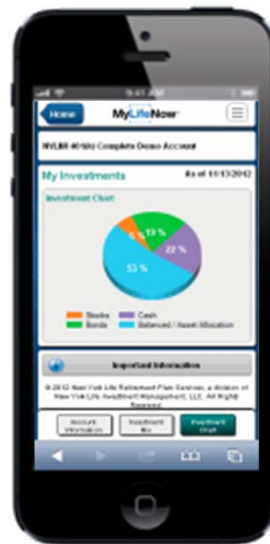 9:41 AM
Home
MyLifeNow
NYLIM 401(k) Complete Demo Account
My Investments
As of 11/13/2012
Investment Chart
6 %
19 %
22 %
53 %
Stocks
Cash
Bonds
Balanced / Asset Allocation
Important Information
© 2012 New York Life Retirement Plan Services, a division of
New York Life Investment Management, LLC. All Rights
Reserved.
Account Information
Investment Mix
Investment Chart